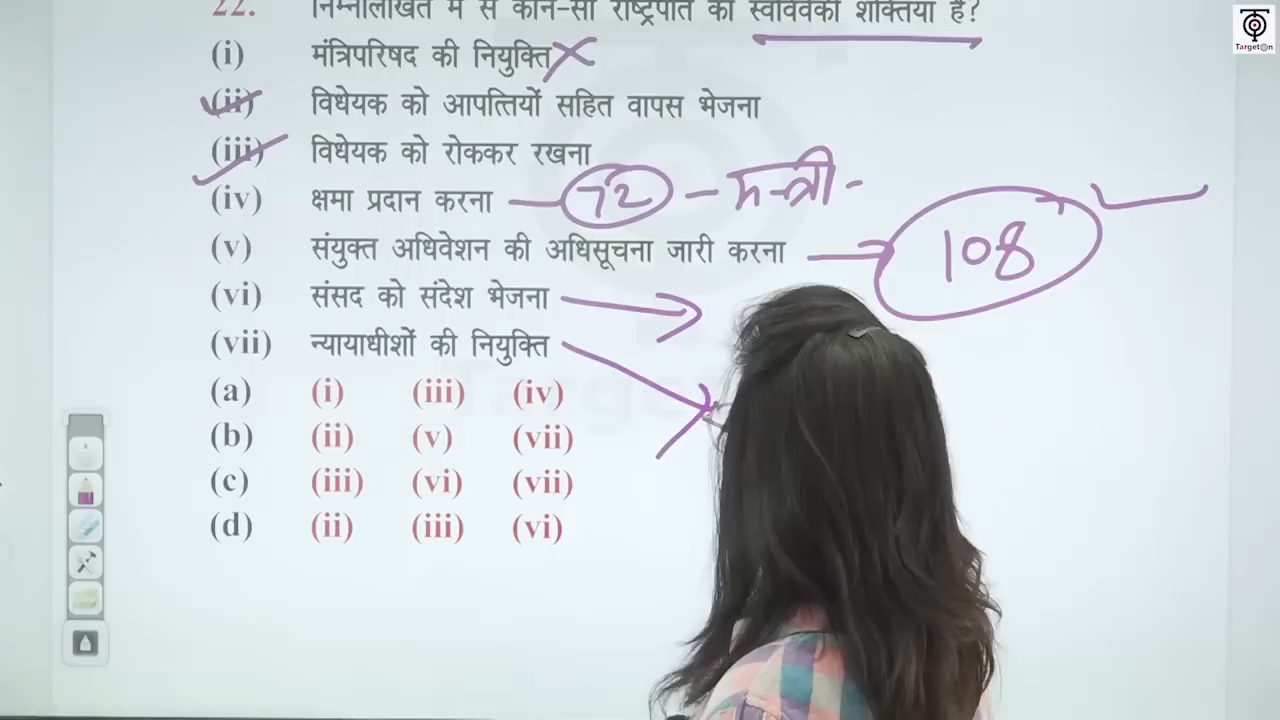 22. निम्नलिखित में से कौन-सी राष्ट्रपति की स्वविवेकी शक्तियां हैं?
(i) मंत्रिपरिषद की नियुक्ति
(ii) विधेयक को आपत्तियों सहित वापस भेजना
(iii) विधेयक को रोककर रखना
(iv) क्षमा प्रदान करना – 72 – मन्त्री -
(v) संयुक्त अधिवेशन की अधिसूचना जारी करना 108
(vi) संसद को संदेश भेजना
(vii) न्यायाधीशों की नियुक्ति
(a) (i) (iii) (iv)
(b) (ii) (v) (vii)
(c) (iii) (vi) (vii)
(d) (ii) (iii) (vi)
Target@n